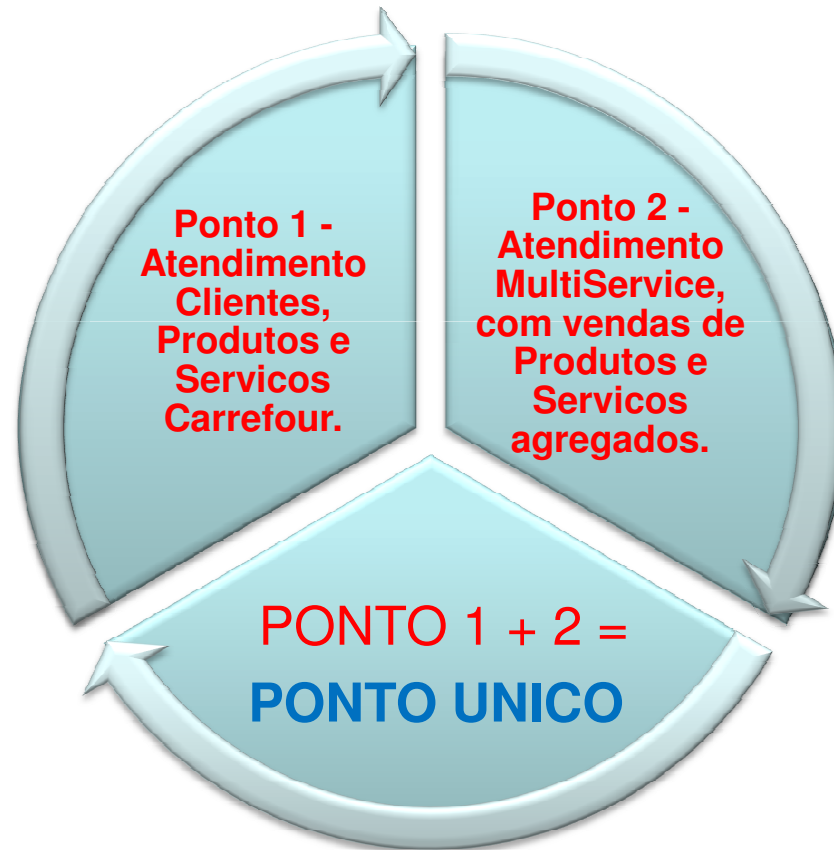 Ponto 1 -
Atendimento
Clientes,
Produtos e
Servicos
Carrefour.
Ponto 2 -
Atendimento
MultiService,
com vendas de
Produtos e
Servicos
agregados.
PONTO 1 + 2 =
PONTO UNICO